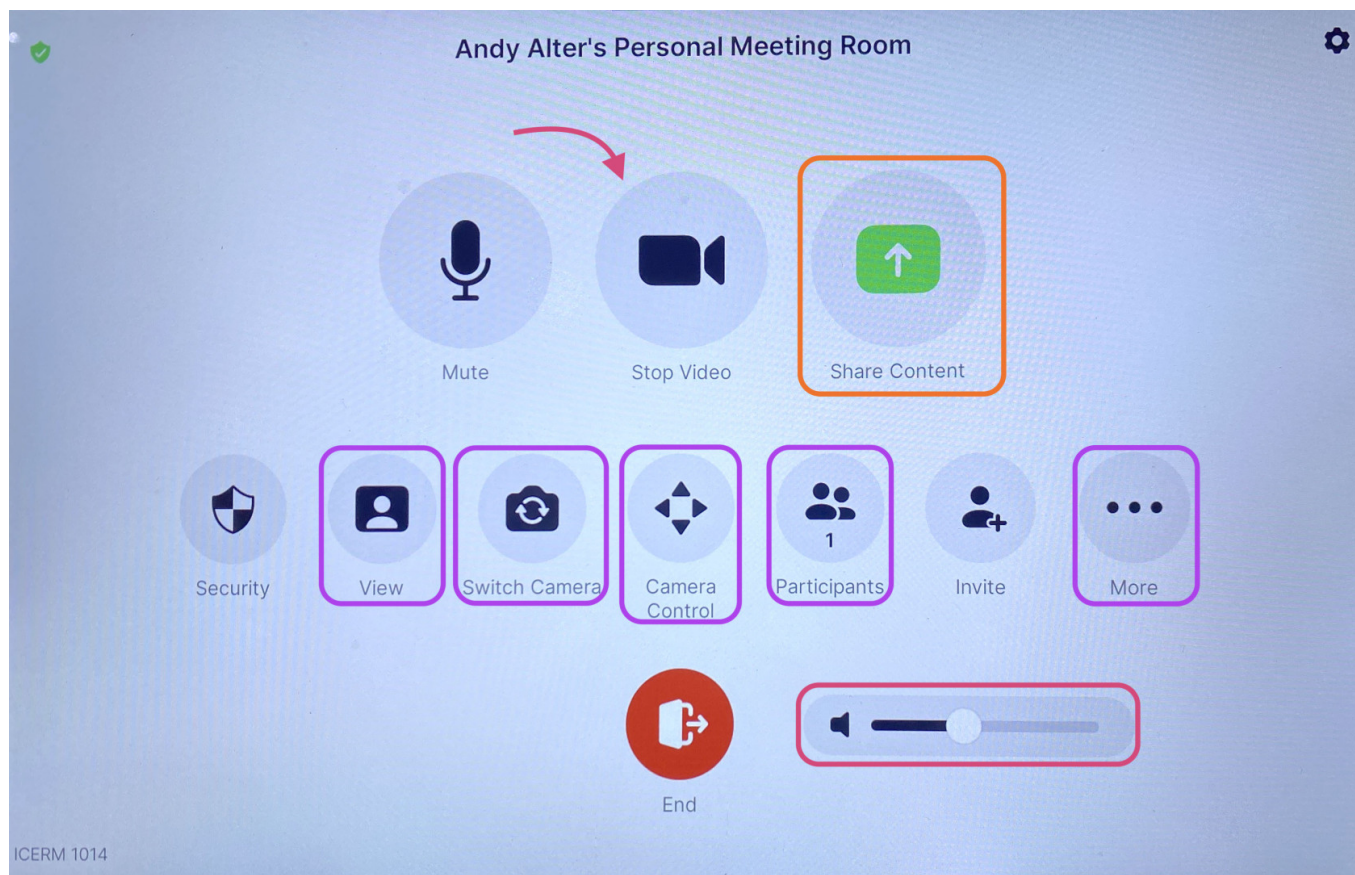 Andy Alter's Personal Meeting Room
Mute
Stop Video
Share Content
Security
View
Switch Camera
Camera
Control
Participants
1
Invite
More
End
ICERM 1014